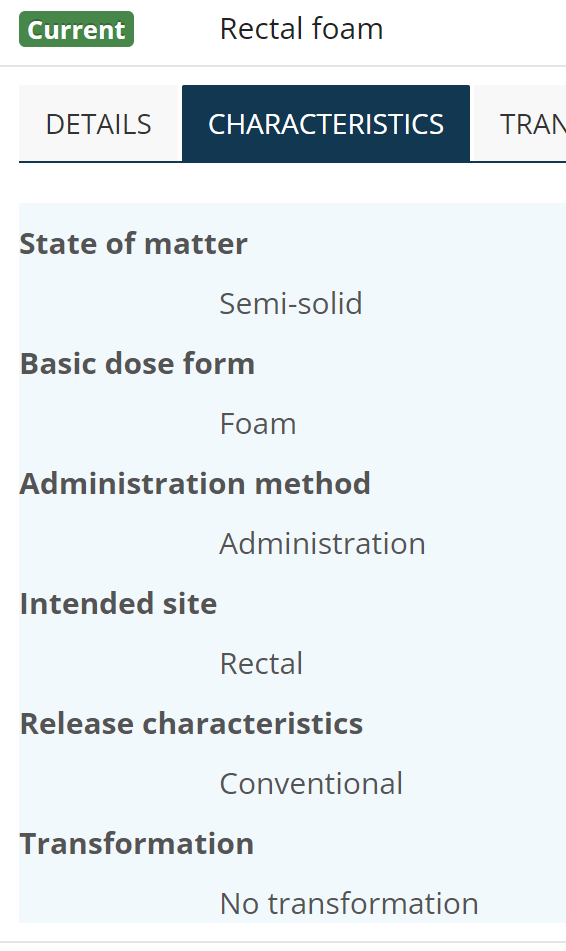 Current Rectal foam
DETAILS CHARACTERISTICS TRAN
State of matter
Semi-solid
Basic dose form
Foam
Administration method
Administration
Intended site
Rectal
Release characteristics
Conventional
Transformation
No transformation